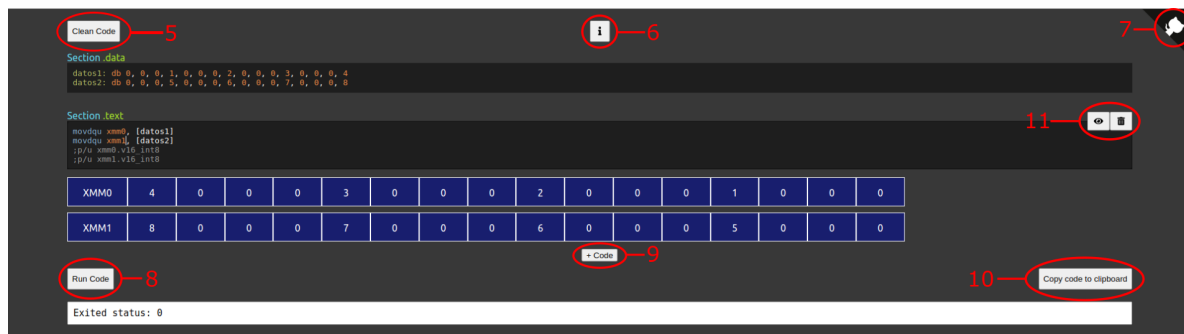 Clean Code 5 i 6 7
Section .data
datos1: db 0, 0, 0, 1, 0, 0, 0, 2, 0, 0, 0, 3, 0, 0, 0, 4
datos2: db 0, 0, 0, 5, 0, 0, 0, 6, 0, 0, 0, 7, 0, 0, 0, 8
Section .text 11
movdqu xmm0, [datos1]
movdqu xmm1, [datos2]
;p/u xmm0.v16_int8
;p/u xmm1.v16_int8
XMM0 4 0 0 0 3 0 0 0 2 0 0 0 1 0 0 0
XMM1 8 0 0 0 7 0 0 0 6 0 0 0 5 0 0 0
+ Code 9
Run Code 8 10 Copy code to clipboard
Exited status: 0